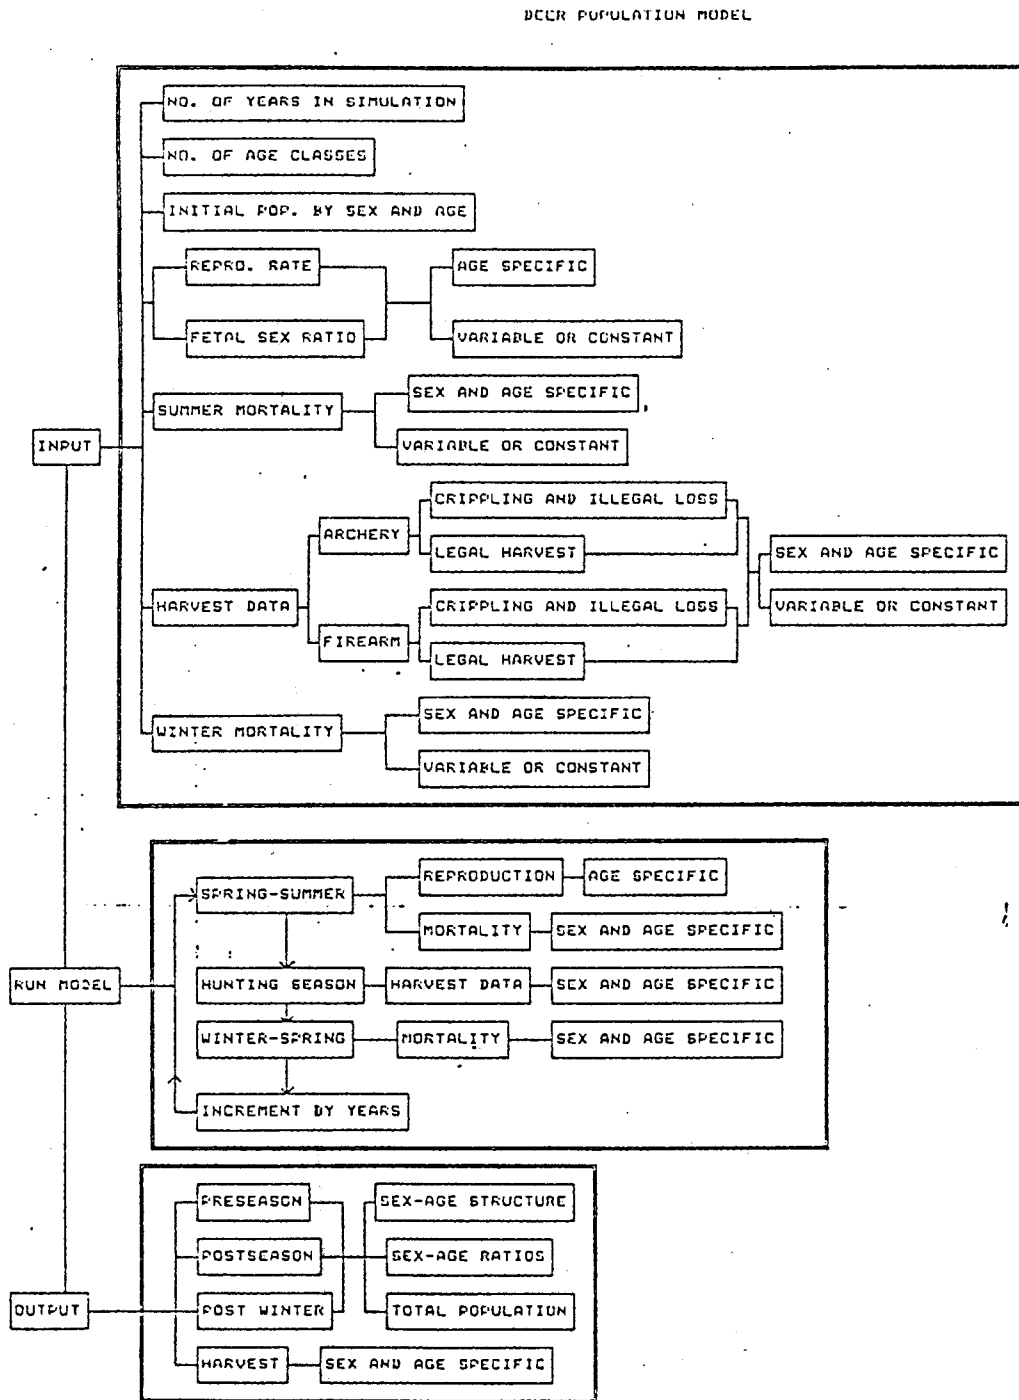 DEER POPULATION MODEL
NO. OF YEARS IN SIMULATION
NO. OF AGE CLASSES
INITIAL POP. BY SEX AND AGE
REPRO. RATE
AGE SPECIFIC
FETAL SEX RATIO
VARIABLE OR CONSTANT
SEX AND AGE SPECIFIC
SUMMER MORTALITY
VARIABLE OR CONSTANT
INPUT
CRIPPLING AND ILLEGAL LOSS
ARCHERY
LEGAL HARVEST
SEX AND AGE SPECIFIC
HARVEST DATA
CRIPPLING AND ILLEGAL LOSS
VARIABLE OR CONSTANT
FIREARM
LEGAL HARVEST
SEX AND AGE SPECIFIC
WINTER MORTALITY
VARIABLE OR CONSTANT
REPRODUCTION
AGE SPECIFIC
SPRING-SUMMER
MORTALITY
SEX AND AGE SPECIFIC
RUN MODEL
HUNTING SEASON
HARVEST DATA
SEX AND AGE SPECIFIC
WINTER-SPRING
MORTALITY
SEX AND AGE SPECIFIC
INCREMENT BY YEARS
PRESEASON
SEX-AGE STRUCTURE
POSTSEASON
SEX-AGE RATIOS
OUTPUT
POST WINTER
TOTAL POPULATION
HARVEST
SEX AND AGE SPECIFIC